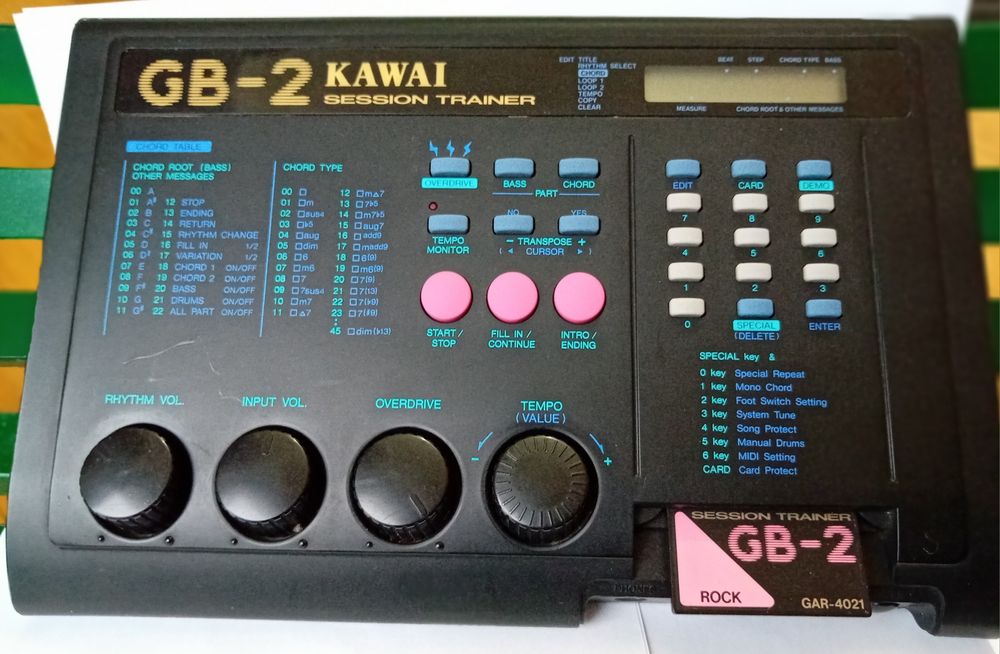 GB-2 KAWAI
SESSION TRAINER
EDIT TITLE
RHYTHM SELECT
CHORD
LOOP 1
LOOP 2
TEMPO
COPY
CLEAR
BEAT STEP CHORD TYPE BASS
MEASURE CHORD ROOT & OTHER MESSAGES
CHORD TABLE
CHORD ROOT (BASS)
OTHER MESSAGES
00 A
01 A# 12 STOP
02 B 13 ENDING
03 C 14 RETURN
04 C# 15 RHYTHM CHANGE
05 D 16 FILL IN 1/2
06 D# 17 VARIATION 1/2
07 E 18 CHORD 1 ON/OFF
08 F 19 CHORD 2 ON/OFF
09 F# 20 BASS ON/OFF
10 G 21 DRUMS ON/OFF
11 G# 22 ALL PART ON/OFF
CHORD TYPE
00 □ 12 □m△7
01 □m 13 □7♭5
02 □sus4 14 □m7♭5
03 □♭5 15 □aug7
04 □aug 16 □add9
05 □dim 17 □madd9
06 □6 18 □6(9)
07 □m6 19 □m6(9)
08 □7 20 □7(9)
09 □7sus4 21 □7(13)
10 □m7 22 □7(♭9)
11 □△7 23 □7(#9)
45 □dim(♭13)
OVERDRIVE
BASS
CHORD
PART
TEMPO
MONITOR
NO
YES
− TRANSPOSE +
(◄ CURSOR ►)
START/
STOP
FILL IN/
CONTINUE
INTRO/
ENDING
EDIT
CARD
DEMO
7
8
9
4
5
6
1
2
3
0
SPECIAL
(DELETE)
ENTER
SPECIAL key &
0 key Special Repeat
1 key Mono Chord
2 key Foot Switch Setting
3 key System Tune
4 key Song Protect
5 key Manual Drums
6 key MIDI Setting
CARD Card Protect
RHYTHM VOL.
INPUT VOL.
OVERDRIVE
TEMPO
(VALUE)
− +
PHONES
SESSION TRAINER
GB-2
ROCK
GAR-4021